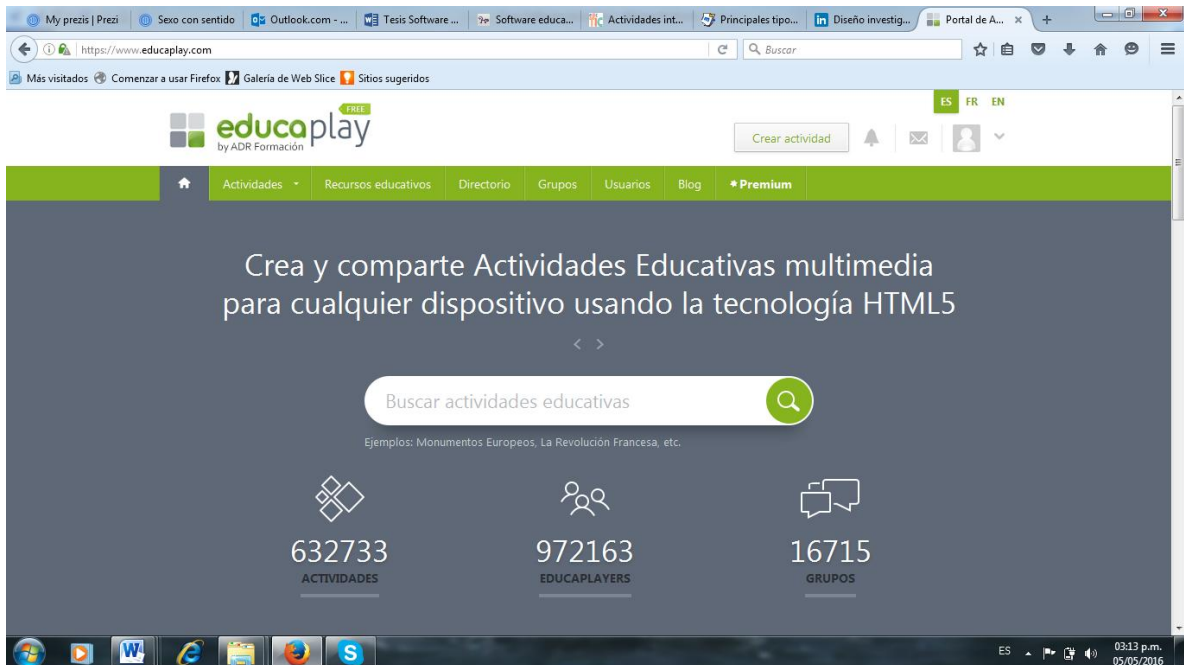 My prezis | Prezi
Sexo con sentido
Outlook.com - ...
Tesis Software ...
Software educa...
Actividades int...
Principales tipo...
Diseño investig...
Portal de A...
https://www.educaplay.com
Buscar
Más visitados
Comenzar a usar Firefox
Galería de Web Slice
Sitios sugeridos
ES FR EN
FREE
educaplay
by ADR Formación
Crear actividad
Actividades
Recursos educativos
Directorio
Grupos
Usuarios
Blog
Premium
Crea y comparte Actividades Educativas multimedia
para cualquier dispositivo usando la tecnología HTML5
Buscar actividades educativas
Ejemplos: Monumentos Europeos, La Revolución Francesa, etc.
632733
ACTIVIDADES
972163
EDUCAPLAYERS
16715
GRUPOS
ES
03:13 p.m.
05/05/2016